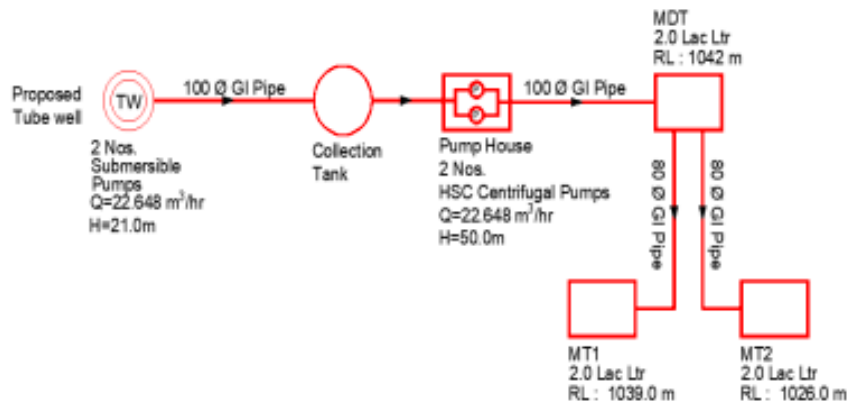 MDT
2.0 Lac Ltr
RL : 1042 m
Proposed
Tube well
TW
100 Ø GI Pipe
100 Ø GI Pipe
2 Nos.
Submersible
Pumps
Q=22.648 m³/hr
H=21.0m
Collection
Tank
P
P
Pump House
2 Nos.
HSC Centrifugal Pumps
Q=22.648 m³/hr
H=50.0m
80 Ø GI Pipe
80 Ø GI Pipe
MT1
2.0 Lac Ltr
RL : 1039.0 m
MT2
2.0 Lac Ltr
RL : 1026.0 m